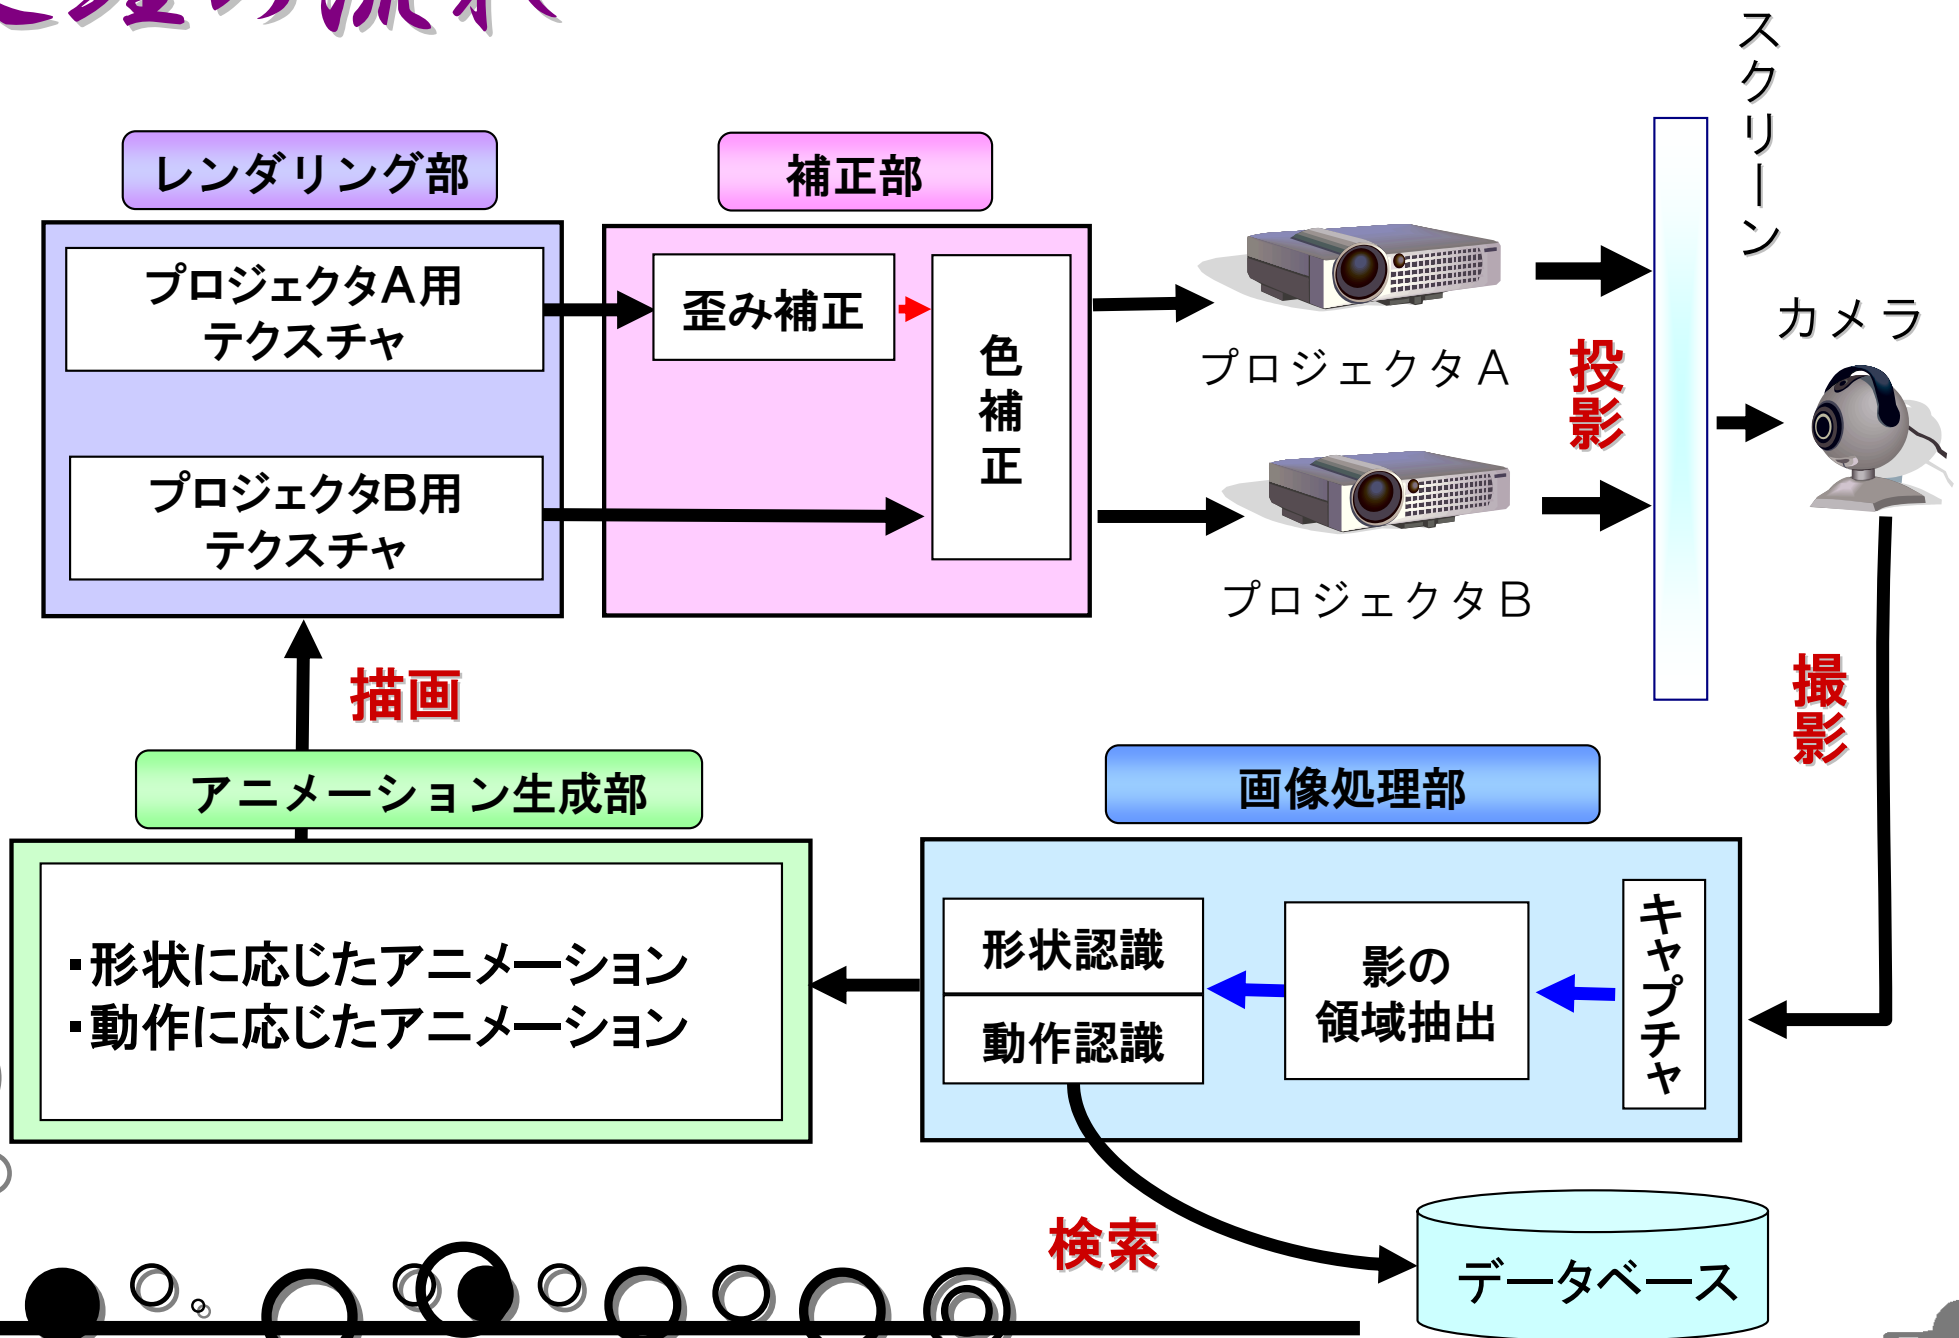 処理の流れ
スクリーン
レンダリング部
補正部
プロジェクタA用
テクスチャ
歪み補正
色補正
プロジェクタA
投影
カメラ
プロジェクタB用
テクスチャ
プロジェクタB
描画
撮影
アニメーション生成部
画像処理部
・形状に応じたアニメーション
・動作に応じたアニメーション
形状認識
動作認識
影の
領域抽出
キャプチャ
検索
データベース